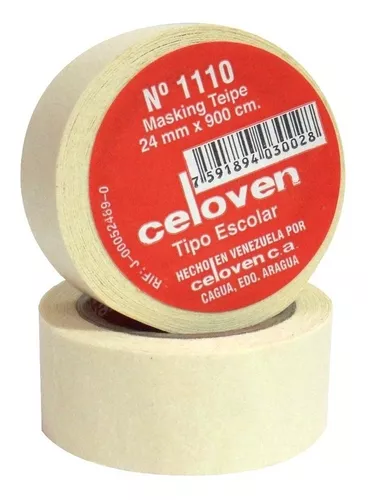 Nº 1110
Masking Teipe
24 mm x 900 cm.
7 591894 030028
celoven
Tipo Escolar
HECHO EN VENEZUELA POR
celoven c.a.
CAGUA, EDO. ARAGUA
RIF: J-00052469-0